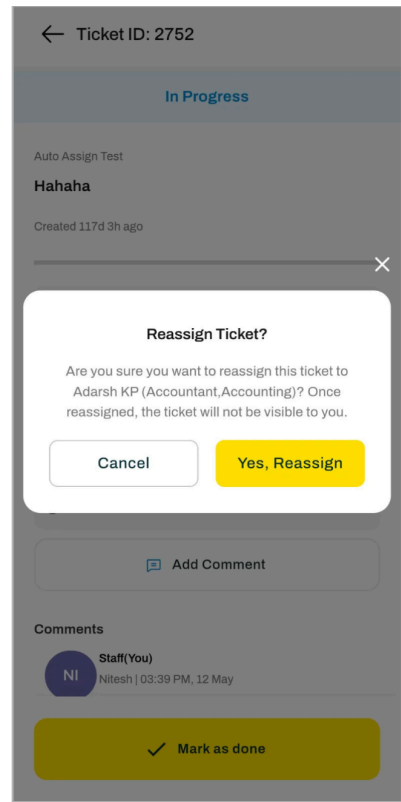 Ticket ID: 2752
In Progress
Auto Assign Test
Hahaha
Created 117d 3h ago
Reassign Ticket?
Are you sure you want to reassign this ticket to
Adarsh KP (Accountant,Accounting)? Once
reassigned, the ticket will not be visible to you.
Cancel
Yes, Reassign
Add Comment
Comments
NI
Staff(You)
Nitesh | 03:39 PM, 12 May
Mark as done